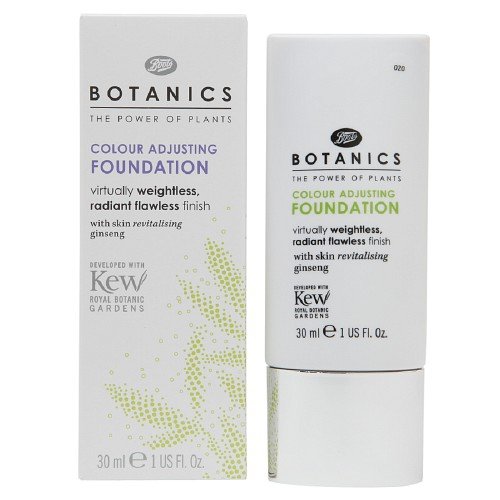 Boots
BOTANICS
THE POWER OF PLANTS
COLOUR ADJUSTING
FOUNDATION
virtually weightless,
radiant flawless finish
with skin revitalising
ginseng
DEVELOPED WITH
Kew
ROYAL BOTANIC
GARDENS
30 ml e 1 US Fl. Oz.
020
Boots
BOTANICS
THE POWER OF PLANTS
COLOUR ADJUSTING
FOUNDATION
virtually weightless,
radiant flawless finish
with skin revitalising
ginseng
DEVELOPED WITH
Kew
ROYAL BOTANIC
GARDENS
30 ml e 1 US Fl. Oz.